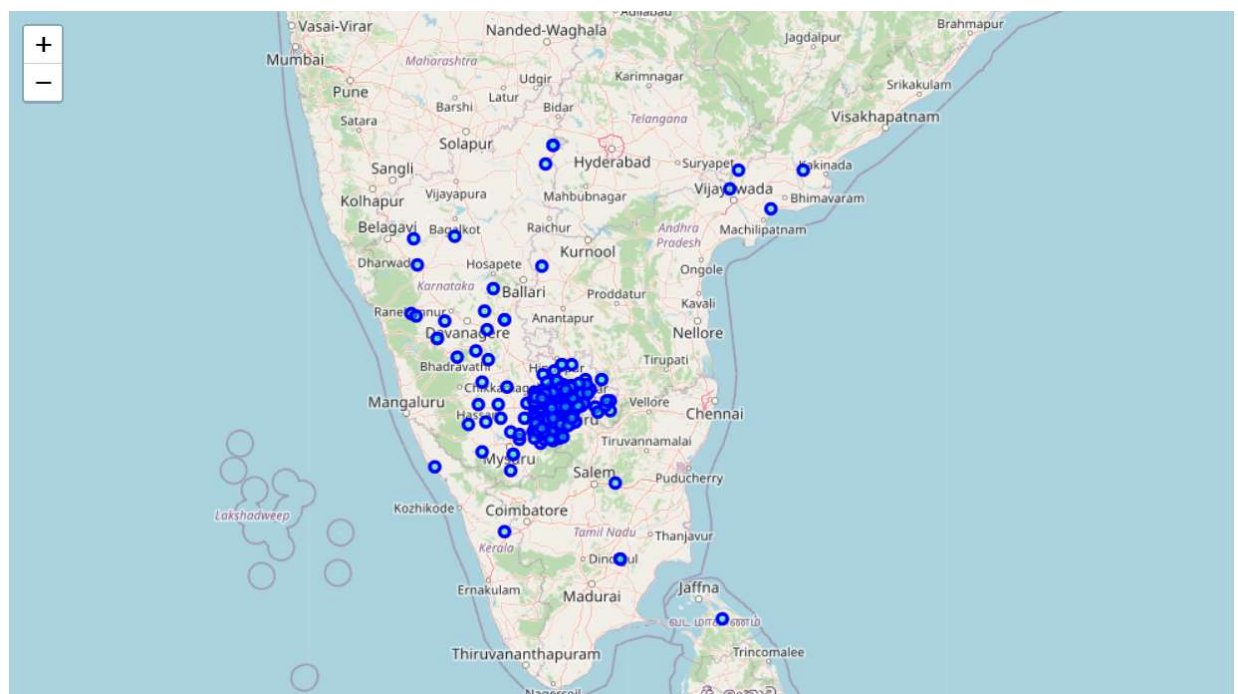 +
−
Adilabad
Brahmapur
Vasai-Virar
Nanded-Waghala
Jagdalpur
Mumbai
Maharashtra
Udgir
Karimnagar
Srikakulam
Pune
Latur
Barshi
Bidar
Satara
Telangana
Visakhapatnam
Solapur
Hyderabad
Suryapet
Kakinada
Sangli
Vijayapura
Mahbubnagar
Kolhapur
Bhimavaram
Belagavi
Bagalkot
Raichur
Andhra
Pradesh
Machilipatnam
Kurnool
Dharwad
Hosapete
Ongole
Karnataka
Ballari
Proddatur
Kavali
Anantapur
Davanagere
Nellore
Tirupati
Bhadravathi
Mangaluru
Vellore
Chennai
Tiruvannamalai
Mysuru
Salem
Puducherry
Kozhikode
Coimbatore
Lakshadweep
Tamil Nadu
Thanjavur
Kerala
Ernakulam
Madurai
Jaffna
Thiruvananthapuram
Trincomalee
Nagercoil